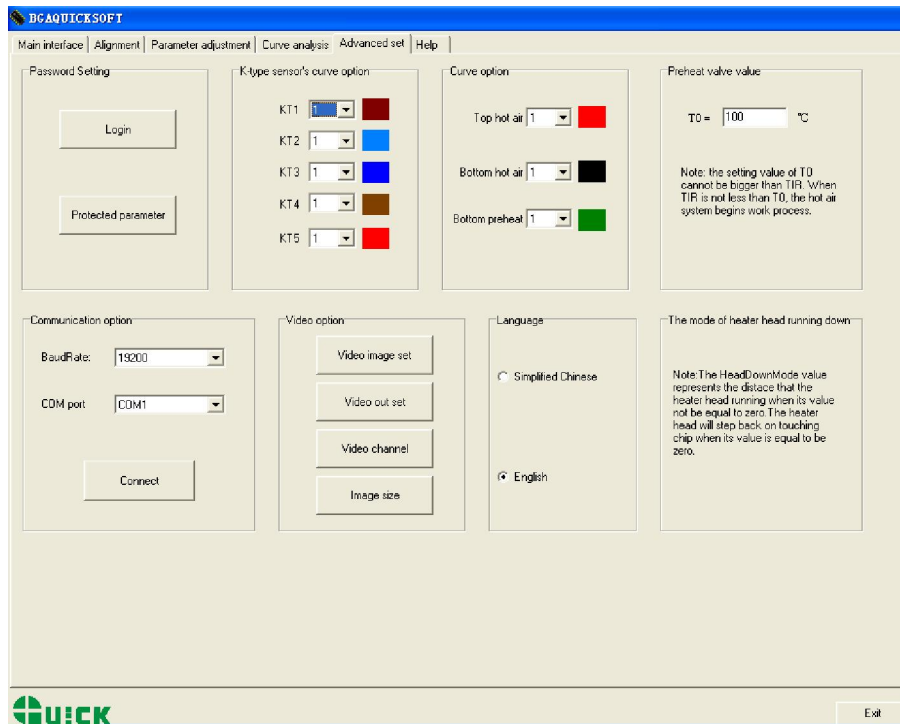 BGAQUICKSOFT
Main interface Alignment Parameter adjustment Curve analysis Advanced set Help
Password Setting
Login
Protected parameter
K-type sensor's curve option
KT1 1
KT2 1
KT3 1
KT4 1
KT5 1
Curve option
Top hot air 1
Bottom hot air 1
Bottom preheat 1
Preheat valve value
T0 = 100 °C
Note: the setting value of T0
cannot be bigger than TIR. When
TIR is not less than T0, the hot air
system begins work process.
Communication option
BaudRate: 19200
COM port COM1
Connect
Video option
Video image set
Video out set
Video channel
Image size
Language
Simplified Chinese
English
The mode of heater head running down
Note:The HeadDownMode value
represents the distace that the
heater head running when its value
not be equal to zero.The heater
head will step back on touching
chip when its value is equal to be
zero.
QUICK
Exit